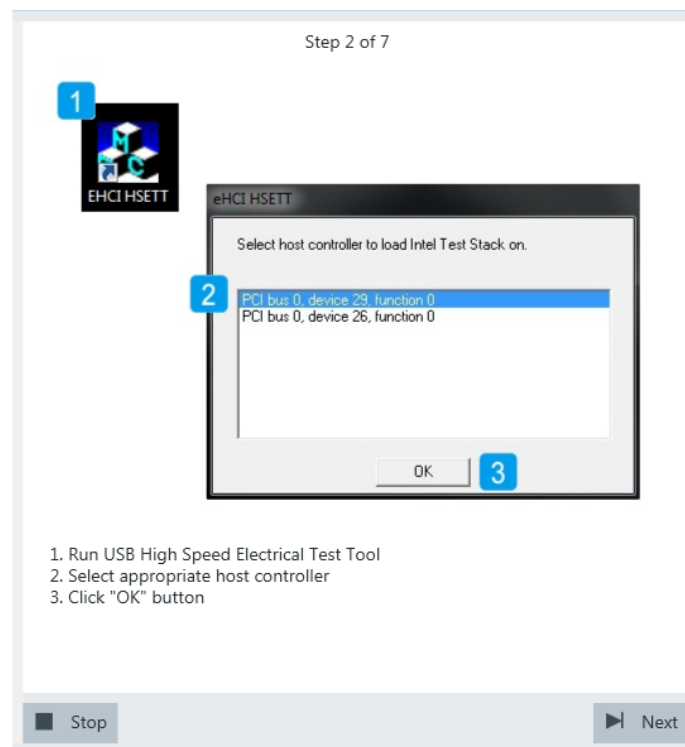 Step 2 of 7
1
M
C
EHCI HSETT
eHCI HSETT
Select host controller to load Intel Test Stack on.
2
PCI bus 0, device 29, function 0
PCI bus 0, device 26, function 0
OK
3
1. Run USB High Speed Electrical Test Tool
2. Select appropriate host controller
3. Click "OK" button
Stop
Next